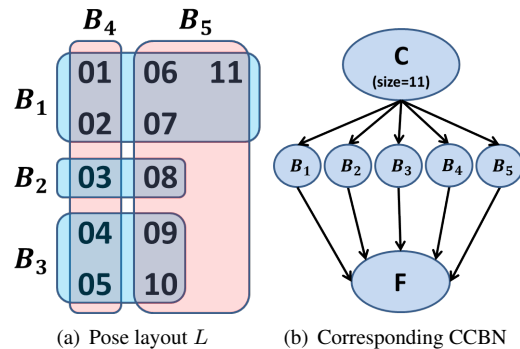 B₄ B₅
B₁
01 06 11
02 07
B₂
03 08
B₃
04 09
05 10
(a) Pose layout L
C
(size=11)
B₁ B₂ B₃ B₄ B₅
F
(b) Corresponding CCBN